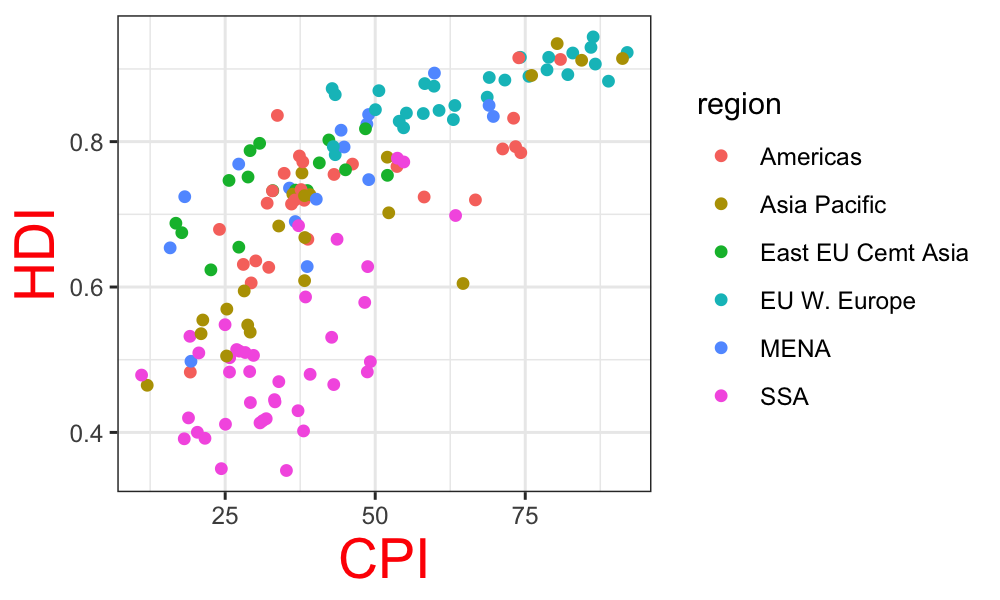 HDI
0.8
0.6
0.4
25 50 75
CPI
region
Americas
Asia Pacific
East EU Cemt Asia
EU W. Europe
MENA
SSA